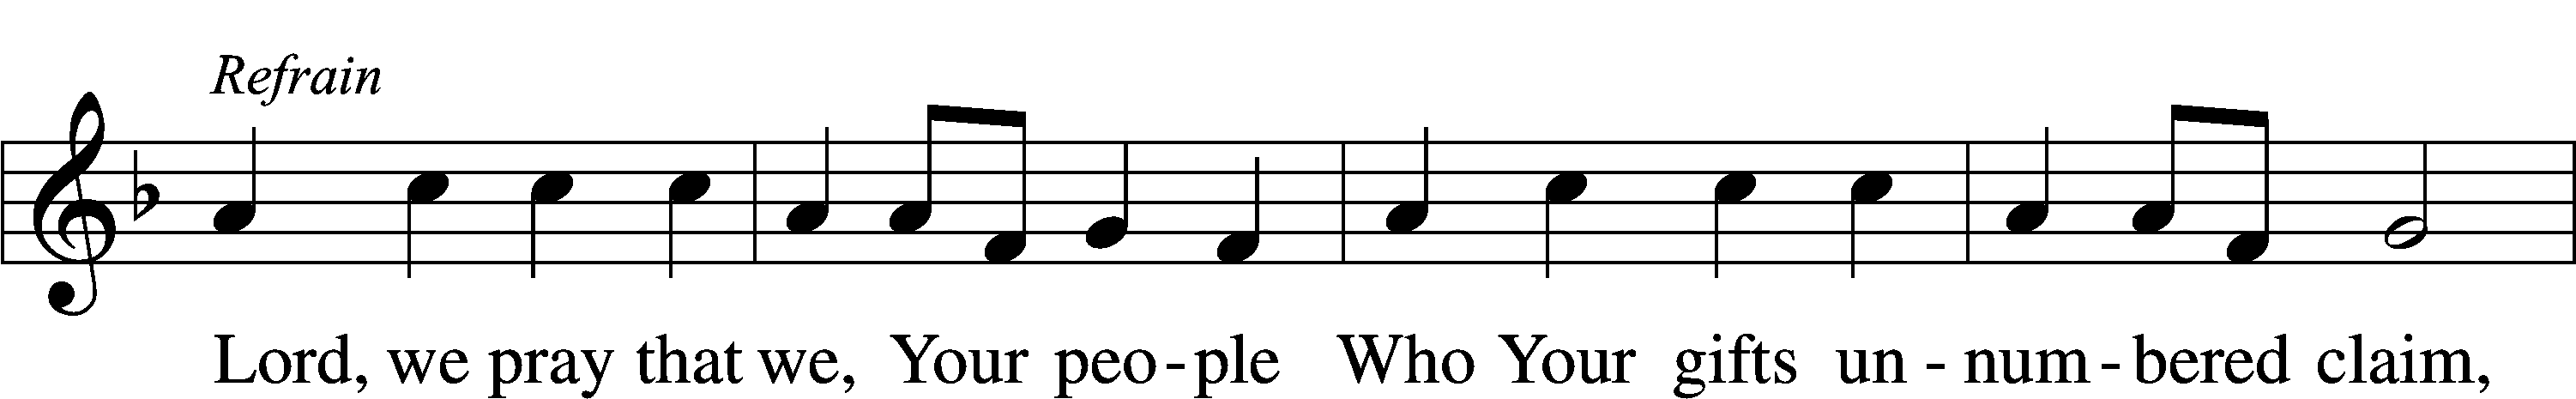 Refrain
Lord, we pray that we, Your peo-ple Who Your gifts un-num-bered claim,